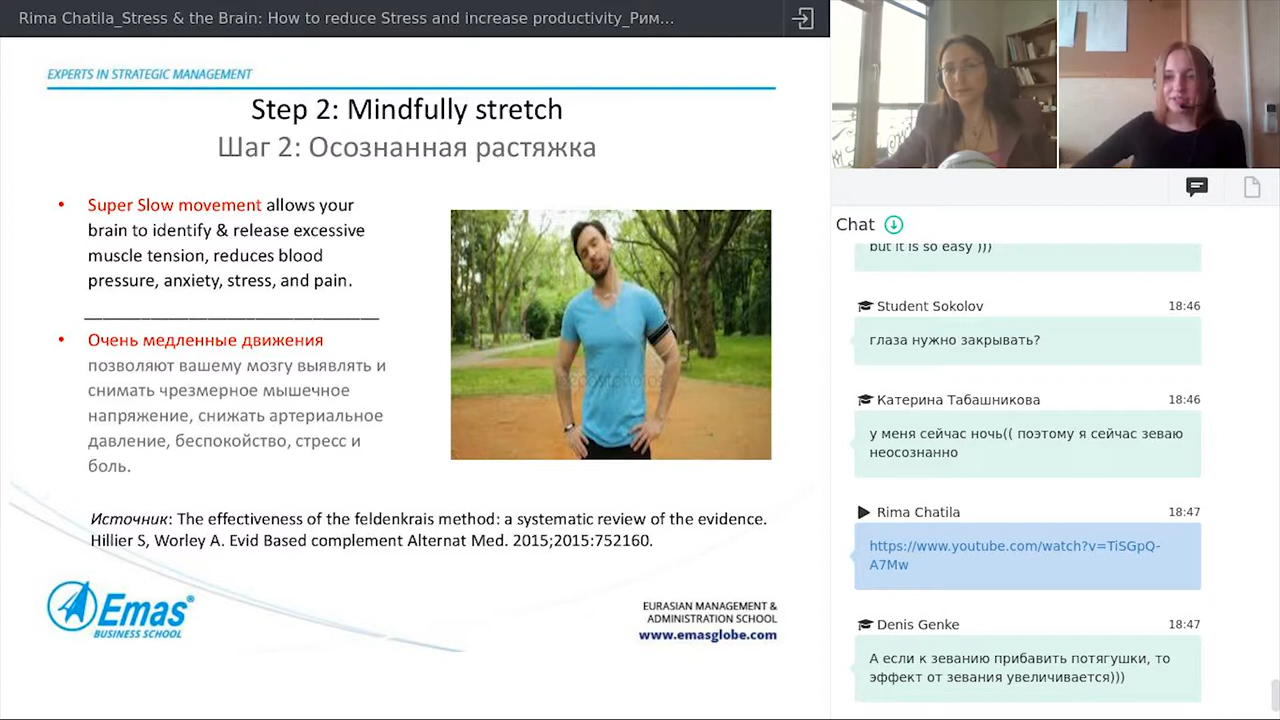 Rima Chatila_Stress & the Brain: How to reduce Stress and increase productivity_Рим...
EXPERTS IN STRATEGIC MANAGEMENT
Step 2: Mindfully stretch
Шаг 2: Осознанная растяжка
• Super Slow movement allows your
brain to identify & release excessive
muscle tension, reduces blood
pressure, anxiety, stress, and pain.
• Очень медленные движения
позволяют вашему мозгу выявлять и
снимать чрезмерное мышечное
напряжение, снижать артериальное
давление, беспокойство, стресс и
боль.
Источник: The effectiveness of the feldenkrais method: a systematic review of the evidence.
Hillier S, Worley A. Evid Based complement Alternat Med. 2015;2015:752160.
Emas
BUSINESS SCHOOL
EURASIAN MANAGEMENT &
ADMINISTRATION SCHOOL
www.emasglobe.com
Chat
but it is so easy )))
Student Sokolov 18:46
глаза нужно закрывать?
Катерина Табашникова 18:46
у меня сейчас ночь(( поэтому я сейчас зеваю
неосознанно
Rima Chatila 18:47
https://www.youtube.com/watch?v=TiSGpQ-
A7Mw
Denis Genke 18:47
А если к зеванию прибавить потягушки, то
эффект от зевания увеличивается)))